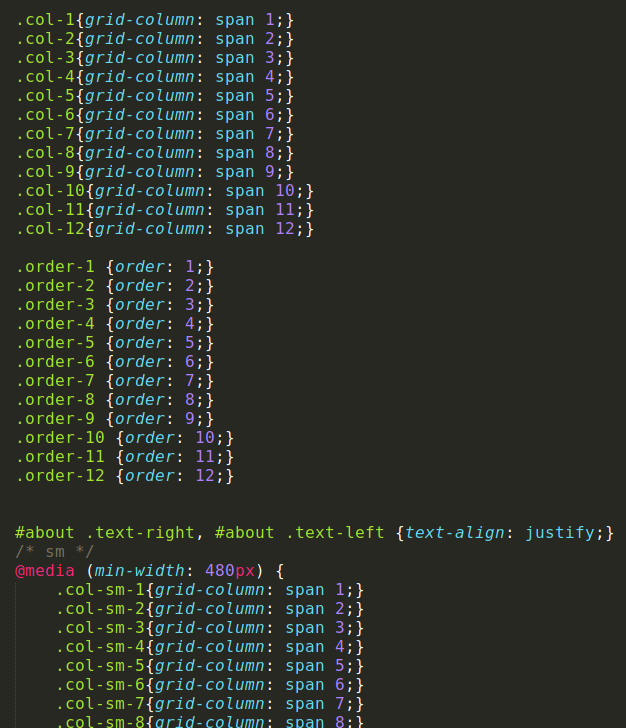 .col-1{grid-column: span 1;}
.col-2{grid-column: span 2;}
.col-3{grid-column: span 3;}
.col-4{grid-column: span 4;}
.col-5{grid-column: span 5;}
.col-6{grid-column: span 6;}
.col-7{grid-column: span 7;}
.col-8{grid-column: span 8;}
.col-9{grid-column: span 9;}
.col-10{grid-column: span 10;}
.col-11{grid-column: span 11;}
.col-12{grid-column: span 12;}

.order-1 {order: 1;}
.order-2 {order: 2;}
.order-3 {order: 3;}
.order-4 {order: 4;}
.order-5 {order: 5;}
.order-6 {order: 6;}
.order-7 {order: 7;}
.order-8 {order: 8;}
.order-9 {order: 9;}
.order-10 {order: 10;}
.order-11 {order: 11;}
.order-12 {order: 12;}


#about .text-right, #about .text-left {text-align: justify;}
/* sm */
@media (min-width: 480px) {
    .col-sm-1{grid-column: span 1;}
    .col-sm-2{grid-column: span 2;}
    .col-sm-3{grid-column: span 3;}
    .col-sm-4{grid-column: span 4;}
    .col-sm-5{grid-column: span 5;}
    .col-sm-6{grid-column: span 6;}
    .col-sm-7{grid-column: span 7;}
    .col-sm-8{grid-column: span 8;}